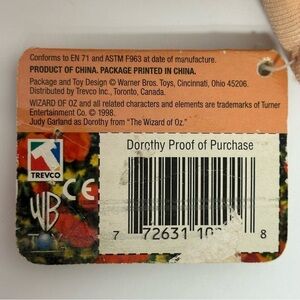 Conforms to EN 71 and ASTM F963 at date of manufacture.
PRODUCT OF CHINA. PACKAGE PRINTED IN CHINA.
Package and Toy Design © Warner Bros. Toys, Cincinnati, Ohio 45206.
Distributed by Trevco Inc., Toronto, Canada.
WIZARD OF OZ and all related characters and elements are trademarks of Turner
Entertainment Co. © 1998.
Judy Garland as Dorothy from "The Wizard of Oz."
Dorothy Proof of Purchase
TREVCO
CE
WB
7 72631 8